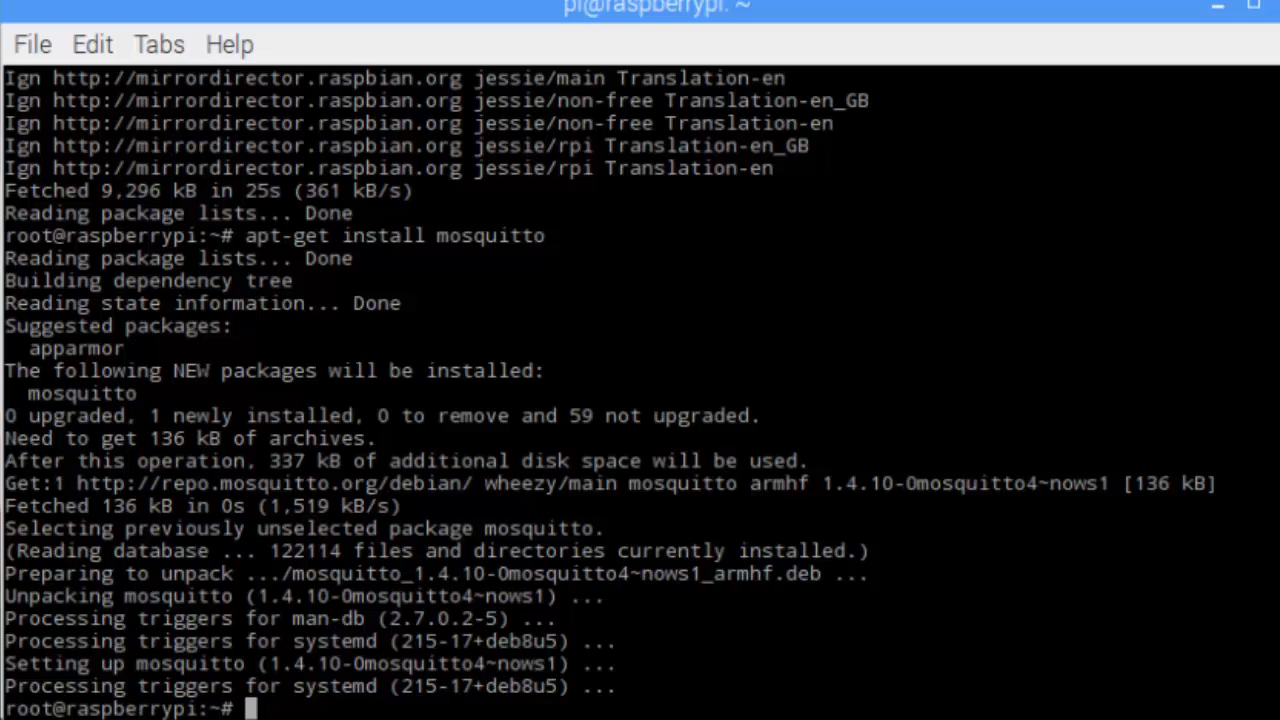 pi@raspberrypi: ~
File Edit Tabs Help
Ign http://mirrordirector.raspbian.org jessie/main Translation-en
Ign http://mirrordirector.raspbian.org jessie/non-free Translation-en_GB
Ign http://mirrordirector.raspbian.org jessie/non-free Translation-en
Ign http://mirrordirector.raspbian.org jessie/rpi Translation-en_GB
Ign http://mirrordirector.raspbian.org jessie/rpi Translation-en
Fetched 9,296 kB in 25s (361 kB/s)
Reading package lists... Done
root@raspberrypi:~# apt-get install mosquitto
Reading package lists... Done
Building dependency tree
Reading state information... Done
Suggested packages:
  apparmor
The following NEW packages will be installed:
  mosquitto
0 upgraded, 1 newly installed, 0 to remove and 59 not upgraded.
Need to get 136 kB of archives.
After this operation, 337 kB of additional disk space will be used.
Get:1 http://repo.mosquitto.org/debian/ wheezy/main mosquitto armhf 1.4.10-0mosquitto4~nows1 [136 kB]
Fetched 136 kB in 0s (1,519 kB/s)
Selecting previously unselected package mosquitto.
(Reading database ... 122114 files and directories currently installed.)
Preparing to unpack .../mosquitto_1.4.10-0mosquitto4~nows1_armhf.deb ...
Unpacking mosquitto (1.4.10-0mosquitto4~nows1) ...
Processing triggers for man-db (2.7.0.2-5) ...
Processing triggers for systemd (215-17+deb8u5) ...
Setting up mosquitto (1.4.10-0mosquitto4~nows1) ...
Processing triggers for systemd (215-17+deb8u5) ...
root@raspberrypi:~#